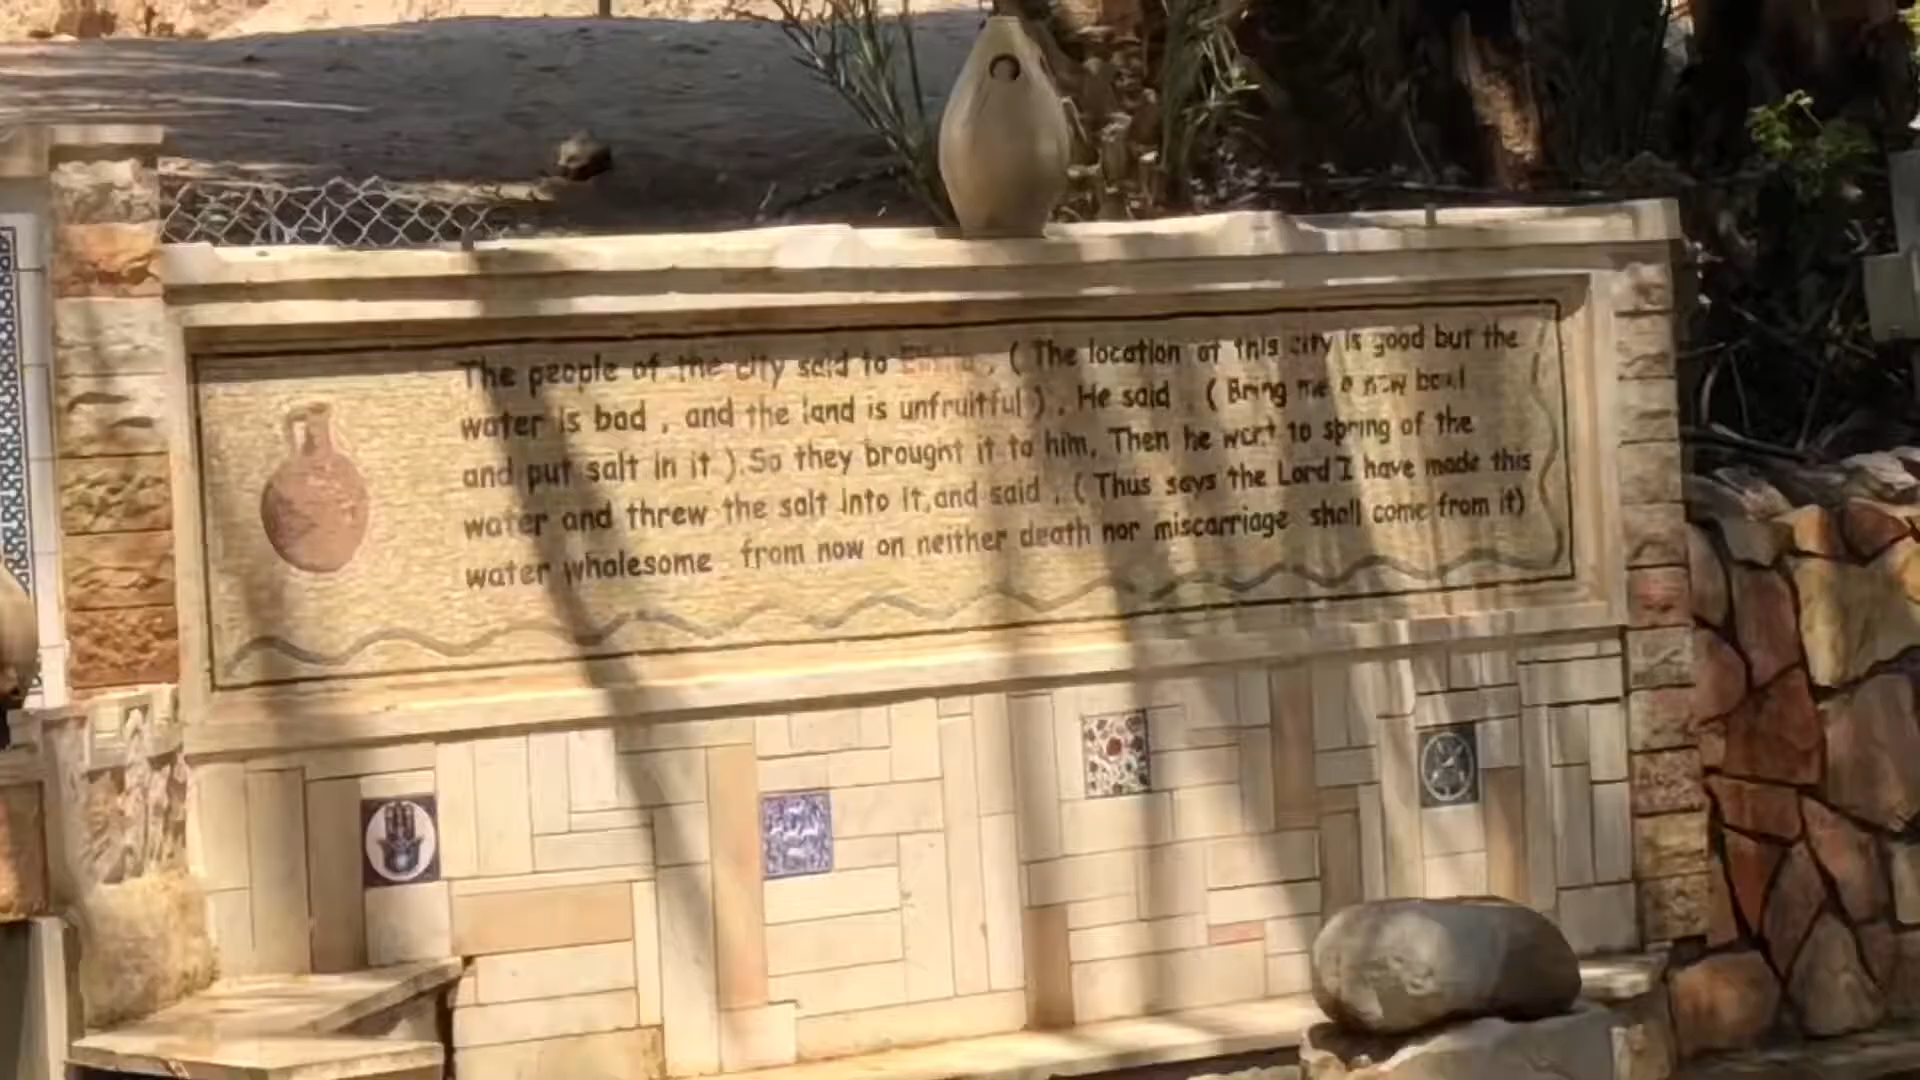 The people of the city said to Elisha , ( The location of this city is good but the
water is bad , and the land is unfruitful ) . He said . ( Bring me a new bowl
and put salt in it ) . So they brought it to him, Then he went to spring of the
water and threw the salt into it,and said . ( Thus says the Lord I have made this
water wholesome from now on neither death nor miscarriage shall come from it)